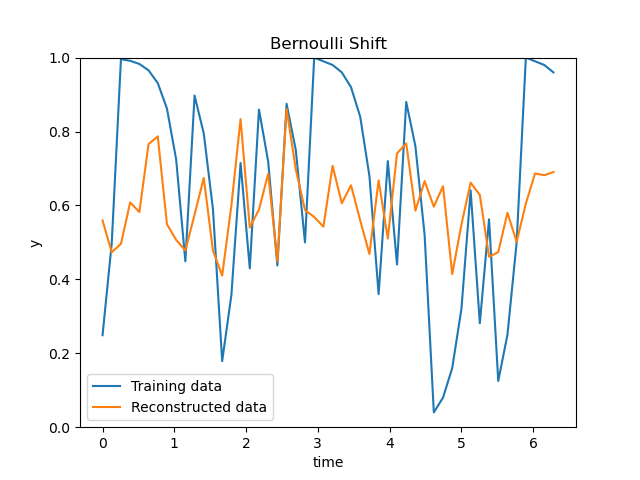 Bernoulli Shift
1.0
0.8
0.6
0.4
0.2
0.0
y
Training data
Reconstructed data
0 1 2 3 4 5 6
time